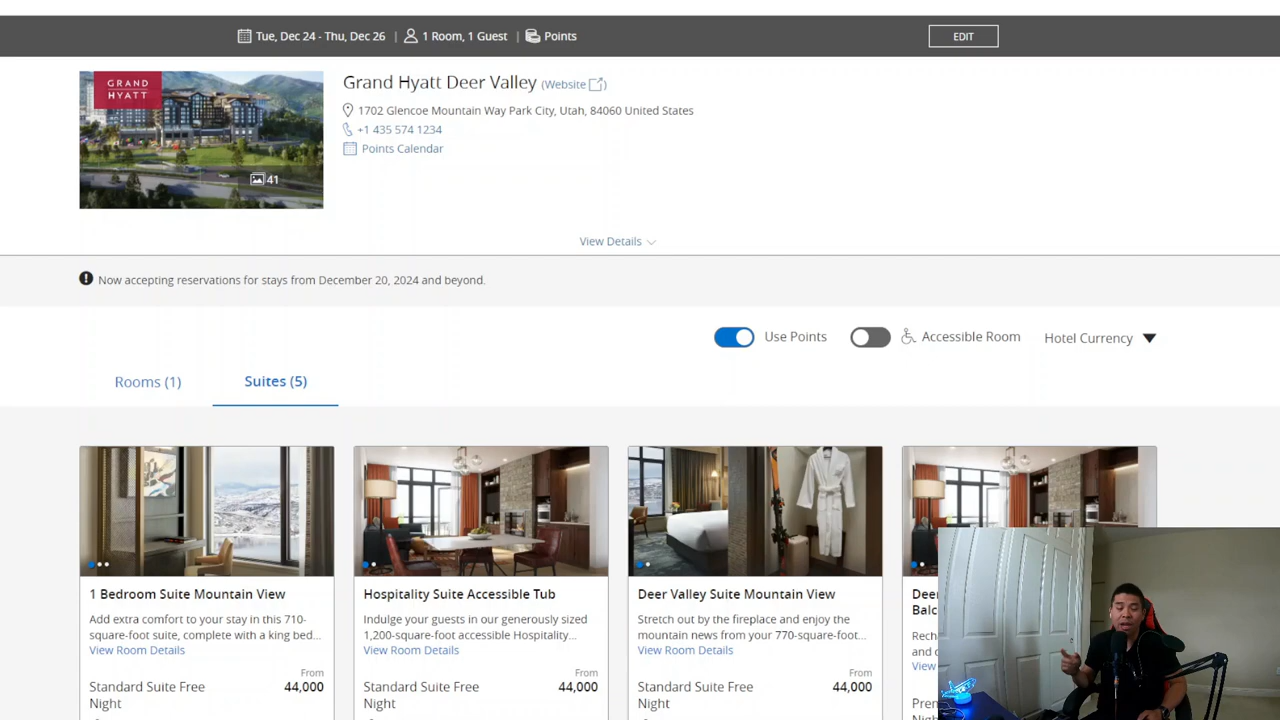 Tue, Dec 24 - Thu, Dec 26 | 1 Room, 1 Guest | Points
EDIT
GRAND
HYATT
41
Grand Hyatt Deer Valley (Website)
1702 Glencoe Mountain Way Park City, Utah, 84060 United States
+1 435 574 1234
Points Calendar
View Details
Now accepting reservations for stays from December 20, 2024 and beyond.
Use Points
Accessible Room
Hotel Currency
Rooms (1)
Suites (5)
1 Bedroom Suite Mountain View
Add extra comfort to your stay in this 710-
square-foot suite, complete with a king bed...
View Room Details
From
Standard Suite Free
44,000
Night
Hospitality Suite Accessible Tub
Indulge your guests in our generously sized
1,200-square-foot accessible Hospitality...
View Room Details
From
Standard Suite Free
44,000
Night
Deer Valley Suite Mountain View
Stretch out by the fireplace and enjoy the
mountain news from your 770-square-foot...
View Room Details
From
Standard Suite Free
44,000
Night
Deer
Balc
Rech
and c
View
Prem
Nigh